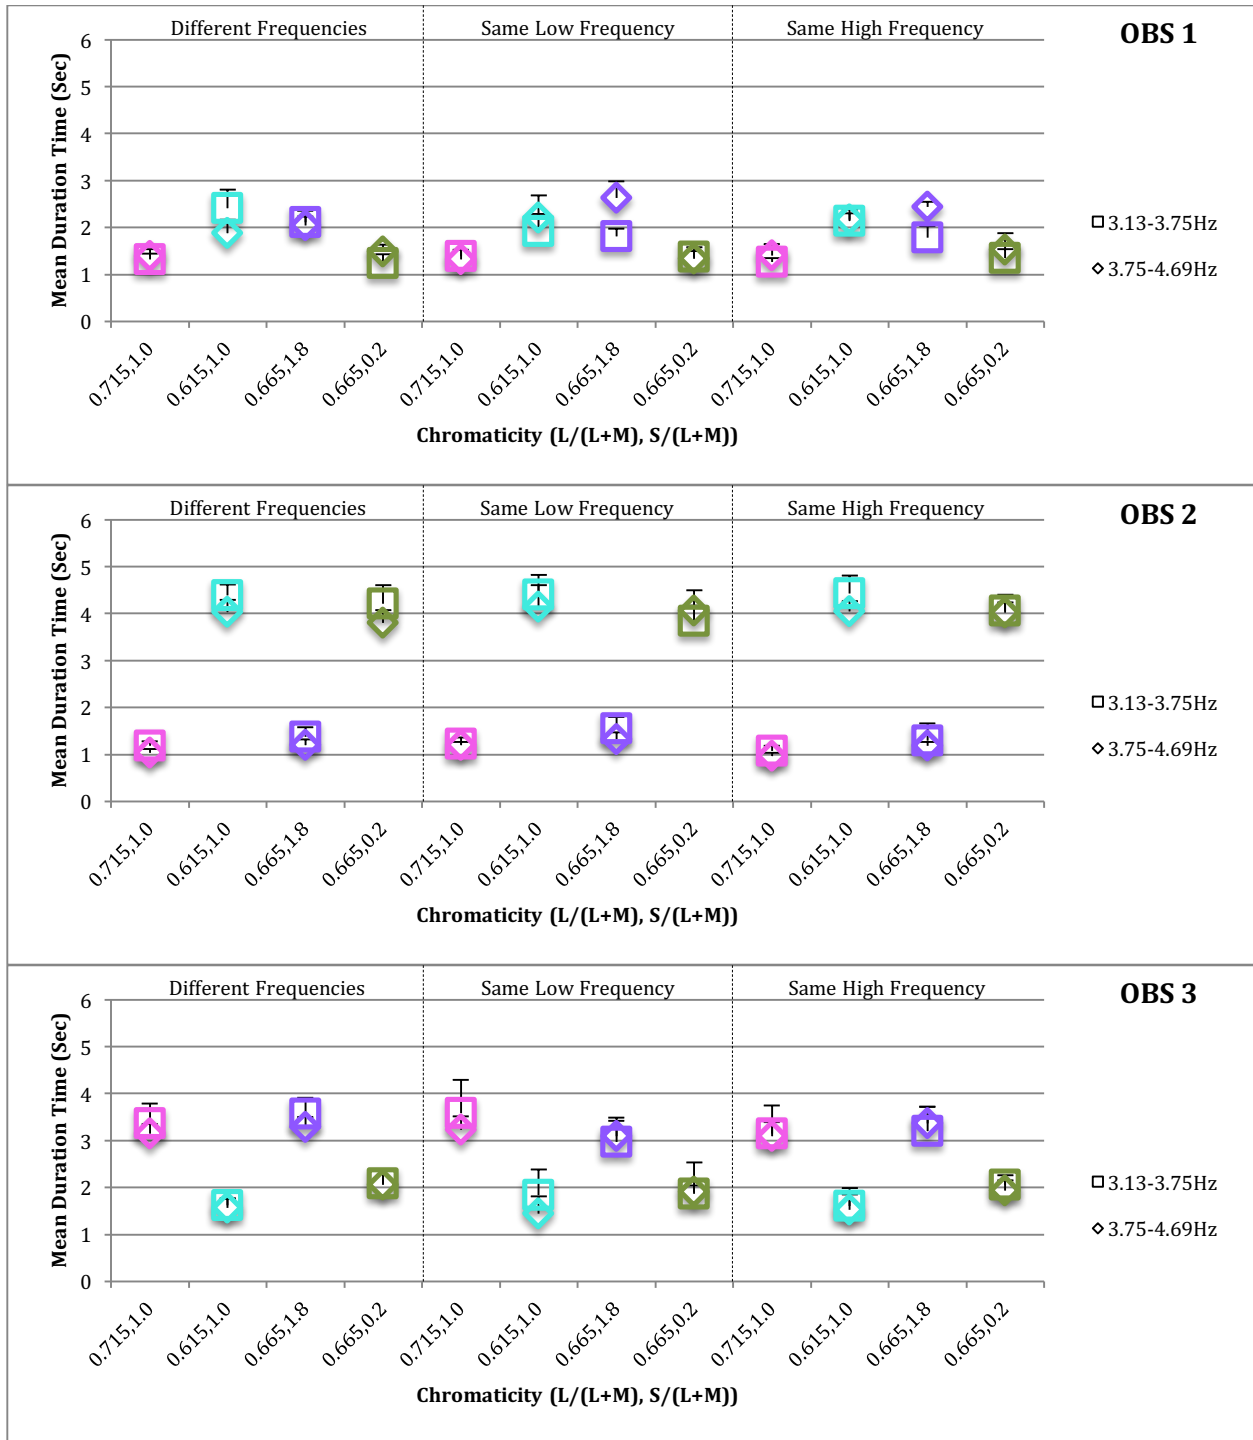 Different Frequencies Same Low Frequency Same High Frequency OBS 1
Mean Duration Time (Sec)
6
5
4
3
2
1
0
3.13-3.75Hz
3.75-4.69Hz
0.715,1.0 0.615,1.0 0.665,1.8 0.665,0.2 0.715,1.0 0.615,1.0 0.665,1.8 0.665,0.2 0.715,1.0 0.615,1.0 0.665,1.8 0.665,0.2
Chromaticity (L/(L+M), S/(L+M))
Different Frequencies Same Low Frequency Same High Frequency OBS 2
Mean Duration Time (Sec)
6
5
4
3
2
1
0
3.13-3.75Hz
3.75-4.69Hz
0.715,1.0 0.615,1.0 0.665,1.8 0.665,0.2 0.715,1.0 0.615,1.0 0.665,1.8 0.665,0.2 0.715,1.0 0.615,1.0 0.665,1.8 0.665,0.2
Chromaticity (L/(L+M), S/(L+M))
Different Frequencies Same Low Frequency Same High Frequency OBS 3
Mean Duration Time (Sec)
6
5
4
3
2
1
0
3.13-3.75Hz
3.75-4.69Hz
0.715,1.0 0.615,1.0 0.665,1.8 0.665,0.2 0.715,1.0 0.615,1.0 0.665,1.8 0.665,0.2 0.715,1.0 0.615,1.0 0.665,1.8 0.665,0.2
Chromaticity (L/(L+M), S/(L+M))